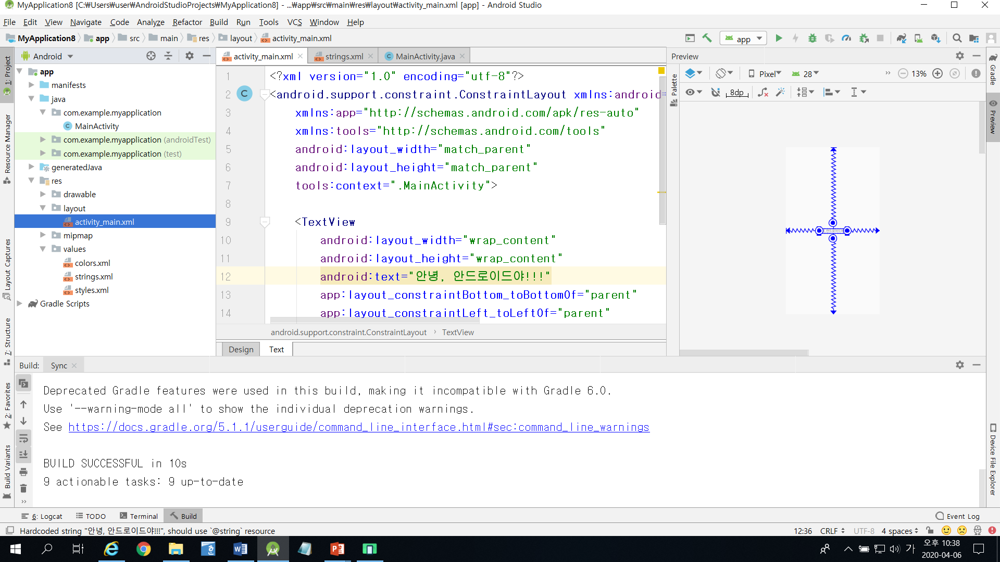 MyApplication8 [C:₩Users₩user₩AndroidStudioProjects₩MyApplication8] - ...₩app₩src₩main₩res₩layout₩activity_main.xml [app] - Android Studio
File Edit View Navigate Code Analyze Refactor Build Run Tools VCS Window Help
MyApplication8 app src main res layout activity_main.xml app
Android activity_main.xml strings.xml MainActivity.java Preview
1: Project
Resource Manager
Layout Captures
7: Structure
2: Favorites
Build Variants
app
manifests
java
com.example.myapplication
MainActivity
com.example.myapplication (androidTest)
com.example.myapplication (test)
generatedJava
res
drawable
layout
activity_main.xml
mipmap
values
colors.xml
strings.xml
styles.xml
Gradle Scripts
1 <?xml version="1.0" encoding="utf-8"?>
2 C <android.support.constraint.ConstraintLayout xmlns:android=
3 xmlns:app="http://schemas.android.com/apk/res-auto"
4 xmlns:tools="http://schemas.android.com/tools"
5 android:layout_width="match_parent"
6 android:layout_height="match_parent"
7 tools:context=".MainActivity">
8
9 <TextView
10 android:layout_width="wrap_content"
11 android:layout_height="wrap_content"
12 android:text="안녕, 안드로이드야!!!"
13 app:layout_constraintBottom_toBottomOf="parent"
14 app:layout_constraintLeft_toLeftOf="parent"
android.support.constraint.ConstraintLayout › TextView
Design Text
Palette
Pixel 28 13%
8dp
Gradle
Preview
Device File Explorer
Build: Sync
Deprecated Gradle features were used in this build, making it incompatible with Gradle 6.0.
Use '--warning-mode all' to show the individual deprecation warnings.
See https://docs.gradle.org/5.1.1/userguide/command_line_interface.html#sec:command_line_warnings
BUILD SUCCESSFUL in 10s
9 actionable tasks: 9 up-to-date
6: Logcat TODO Terminal Build Event Log
Hardcoded string "안녕, 안드로이드야!!!", should use `@string` resource 12:36 CRLF UTF-8 4 spaces
가 오후 10:38
2020-04-06